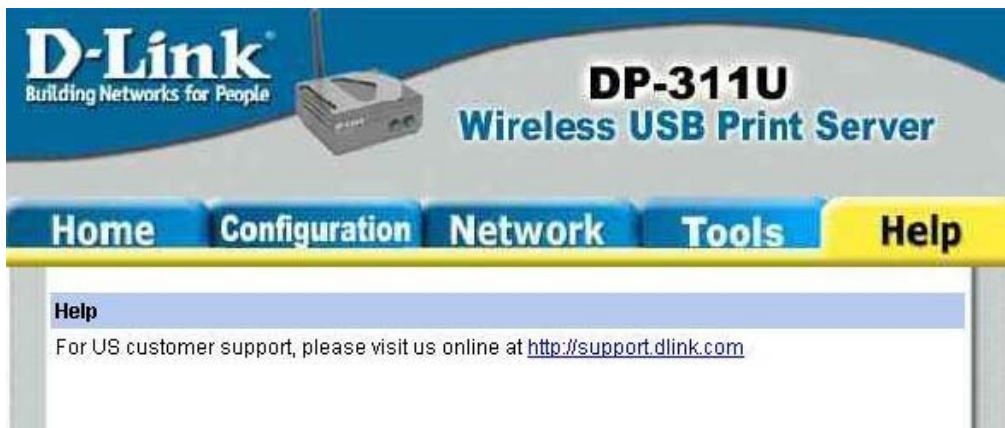 D-Link
Building Networks for People
DP-311U
Wireless USB Print Server
Home
Configuration
Network
Tools
Help
Help
For US customer support, please visit us online at http://support.dlink.com